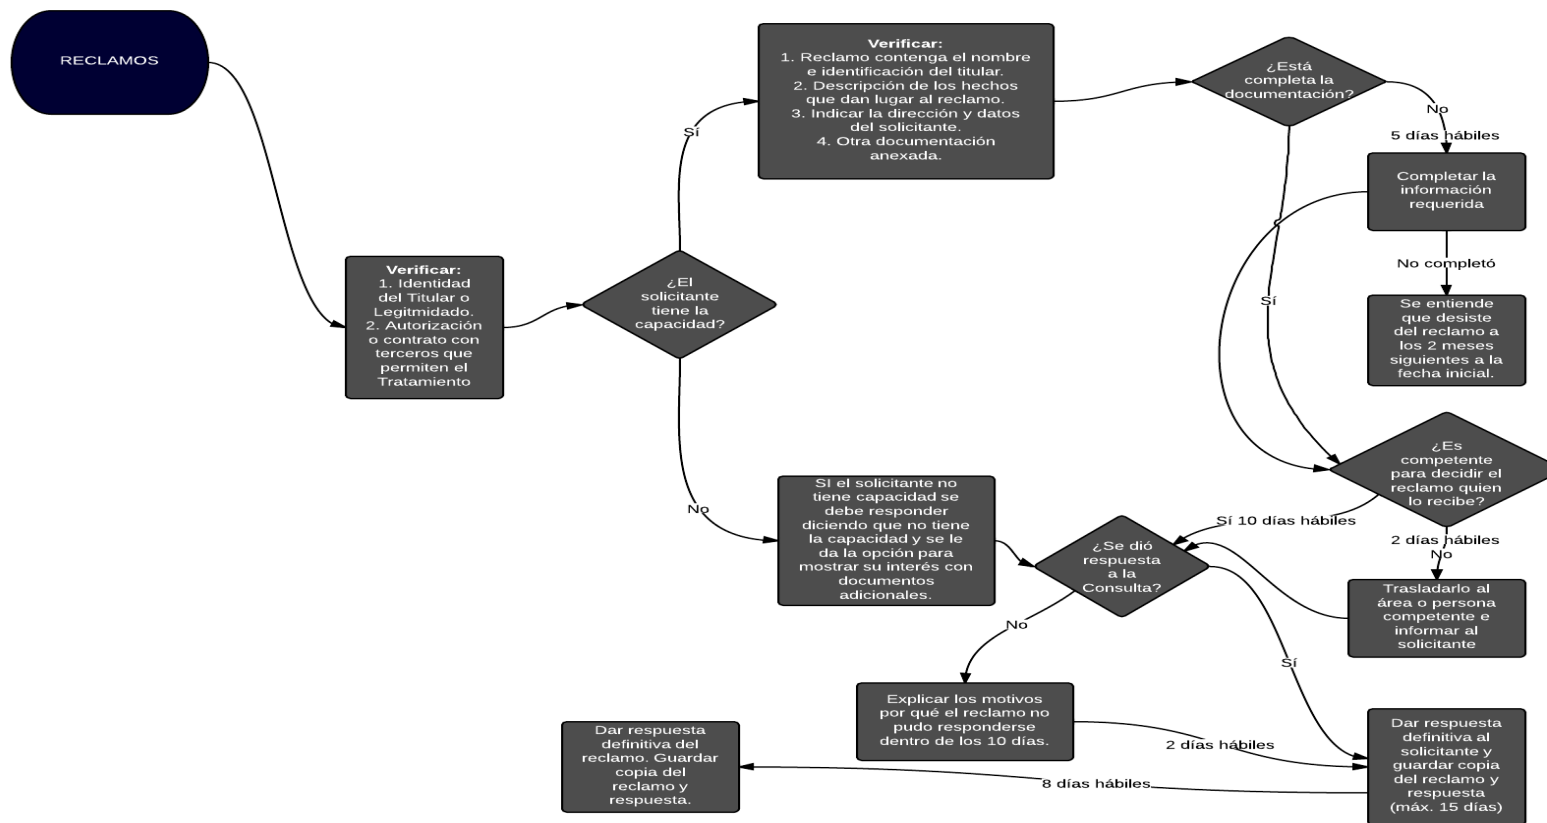 RECLAMOS
Verificar:
1. Identidad
del Titular o
Legitmidado.
2. Autorización
o contrato con
terceros que
permiten el
Tratamiento
¿El
solicitante
tiene la
capacidad?
Sí
Verificar:
1. Reclamo contenga el nombre
e identificación del titular.
2. Descripción de los hechos
que dan lugar al reclamo.
3. Indicar la dirección y datos
del solicitante.
4. Otra documentación
anexada.
¿Está
completa la
documentación?
No
5 días hábiles
Completar la
información
requerida
No completó
Se entiende
que desiste
del reclamo a
los 2 meses
siguientes a la
fecha inicial.
Sí
¿Es
competente
para decidir el
reclamo quien
lo recibe?
Sí 10 días hábiles
2 días hábiles
No
Trasladarlo al
área o persona
competente e
informar al
solicitante
No
SI el solicitante no
tiene capacidad se
debe responder
diciendo que no tiene
la capacidad y se le
da la opción para
mostrar su interés con
documentos
adicionales.
¿Se dió
respuesta
a la
Consulta?
No
Sí
Explicar los motivos
por qué el reclamo no
pudo responderse
dentro de los 10 días.
2 días hábiles
Dar respuesta
definitiva al
solicitante y
guardar copia
del reclamo y
respuesta
(máx. 15 días)
8 días hábiles
Dar respuesta
definitiva del
reclamo. Guardar
copia del
reclamo y
respuesta.